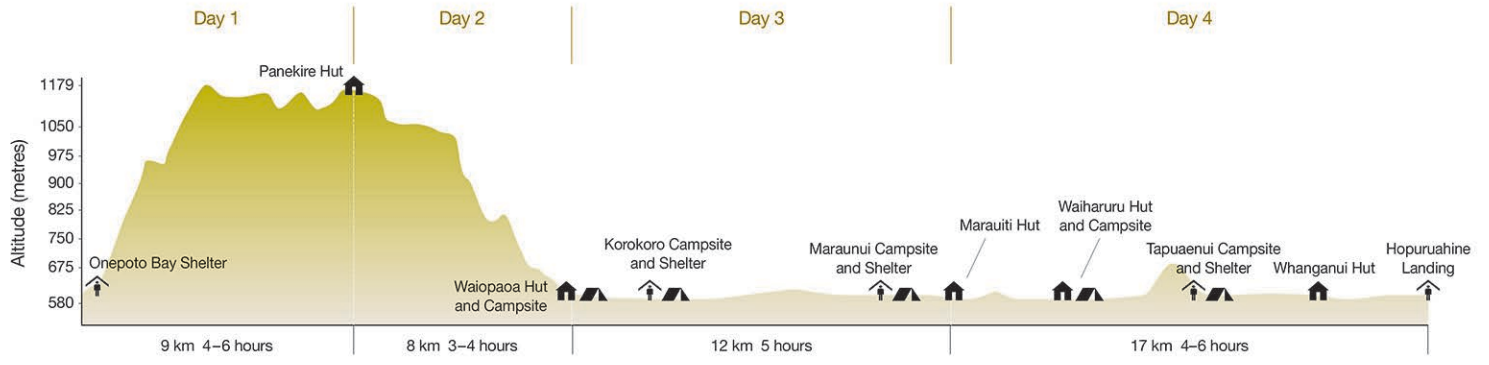 Day 1
Day 2
Day 3
Day 4
Altitude (metres)
1179
1050
975
900
825
750
675
580
Panekire Hut
Onepoto Bay Shelter
Waiopaoa Hut
and Campsite
Korokoro Campsite
and Shelter
Maraunui Campsite
and Shelter
Marauiti Hut
Waiharuru Hut
and Campsite
Tapuaenui Campsite
and Shelter
Whanganui Hut
Hopuruahine
Landing
9 km 4–6 hours
8 km 3–4 hours
12 km 5 hours
17 km 4–6 hours